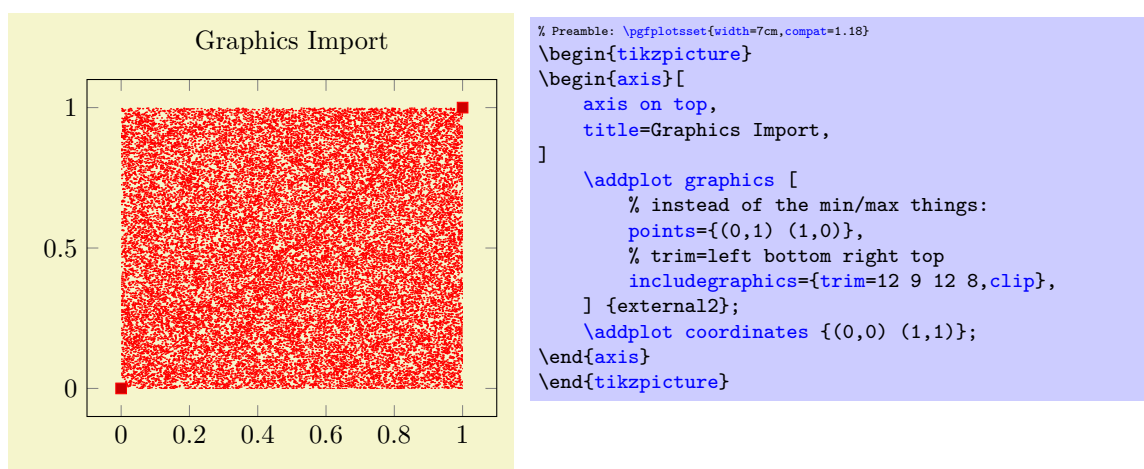 Graphics Import
1
0.5
0
0 0.2 0.4 0.6 0.8 1
% Preamble: \pgfplotsset{width=7cm,compat=1.18}
\begin{tikzpicture}
\begin{axis}[
    axis on top,
    title=Graphics Import,
]
    \addplot graphics [
        % instead of the min/max things:
        points={(0,1) (1,0)},
        % trim=left bottom right top
        includegraphics={trim=12 9 12 8,clip},
    ] {external2};
    \addplot coordinates {(0,0) (1,1)};
\end{axis}
\end{tikzpicture}